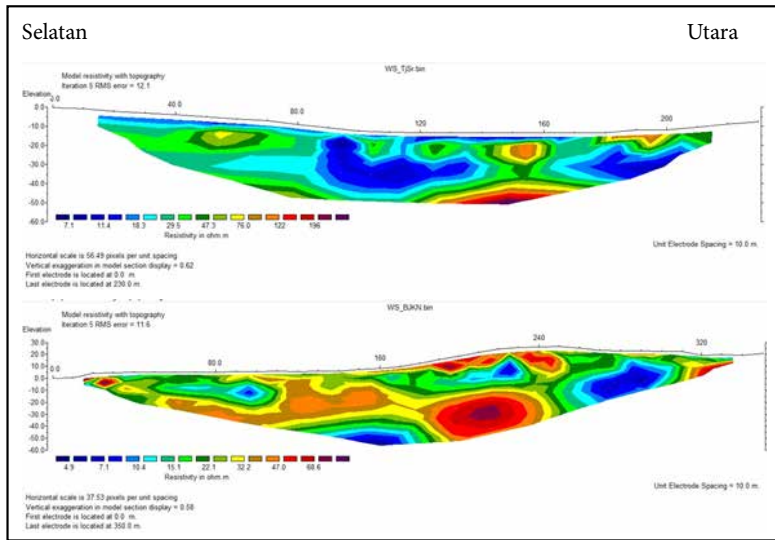 Selatan Utara
WS_TjSr.bin
Model resistivity with topography
Iteration 5 RMS error = 12.1
Elevation
0.0 40.0 80.0 120 160 200
0.0
-10.0
-20.0
-30.0
-40.0
-50.0
-60.0
7.1 11.4 18.3 29.5 47.3 76.0 122 196
Resistivity in ohm.m
Unit Electrode Spacing = 10.0 m.
Horizontal scale is 56.49 pixels per unit spacing
Vertical exaggeration in model section display = 0.62
First electrode is located at 0.0 m.
Last electrode is located at 230.0 m.
WS_BJKN.bin
Model resistivity with topography
Iteration 5 RMS error = 11.6
Elevation
0.0 80.0 160 240 320
30.0
20.0
10.0
0.0
-10.0
-20.0
-30.0
-40.0
-50.0
-60.0
4.9 7.1 10.4 15.1 22.1 32.2 47.0 68.6
Resistivity in ohm.m
Unit Electrode Spacing = 10.0 m.
Horizontal scale is 37.53 pixels per unit spacing
Vertical exaggeration in model section display = 0.58
First electrode is located at 0.0 m.
Last electrode is located at 350.0 m.